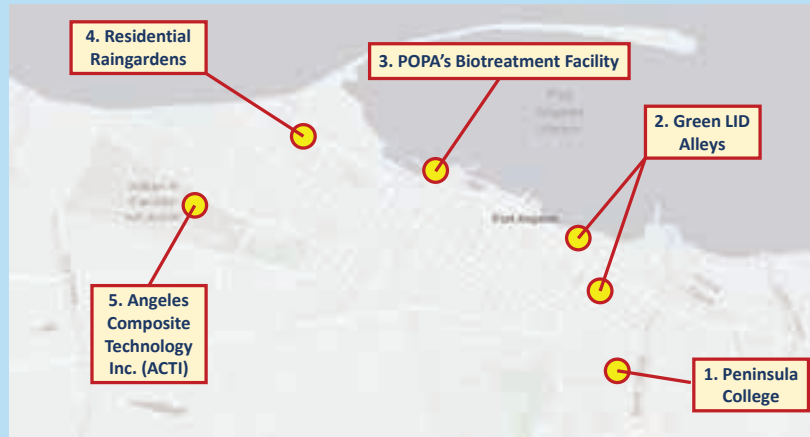 4. Residential
Raingardens
3. POPA's Biotreatment Facility
2. Green LID
Alleys
Port Angeles
5. Angeles
Composite
Technology
Inc. (ACTI)
1. Peninsula
College